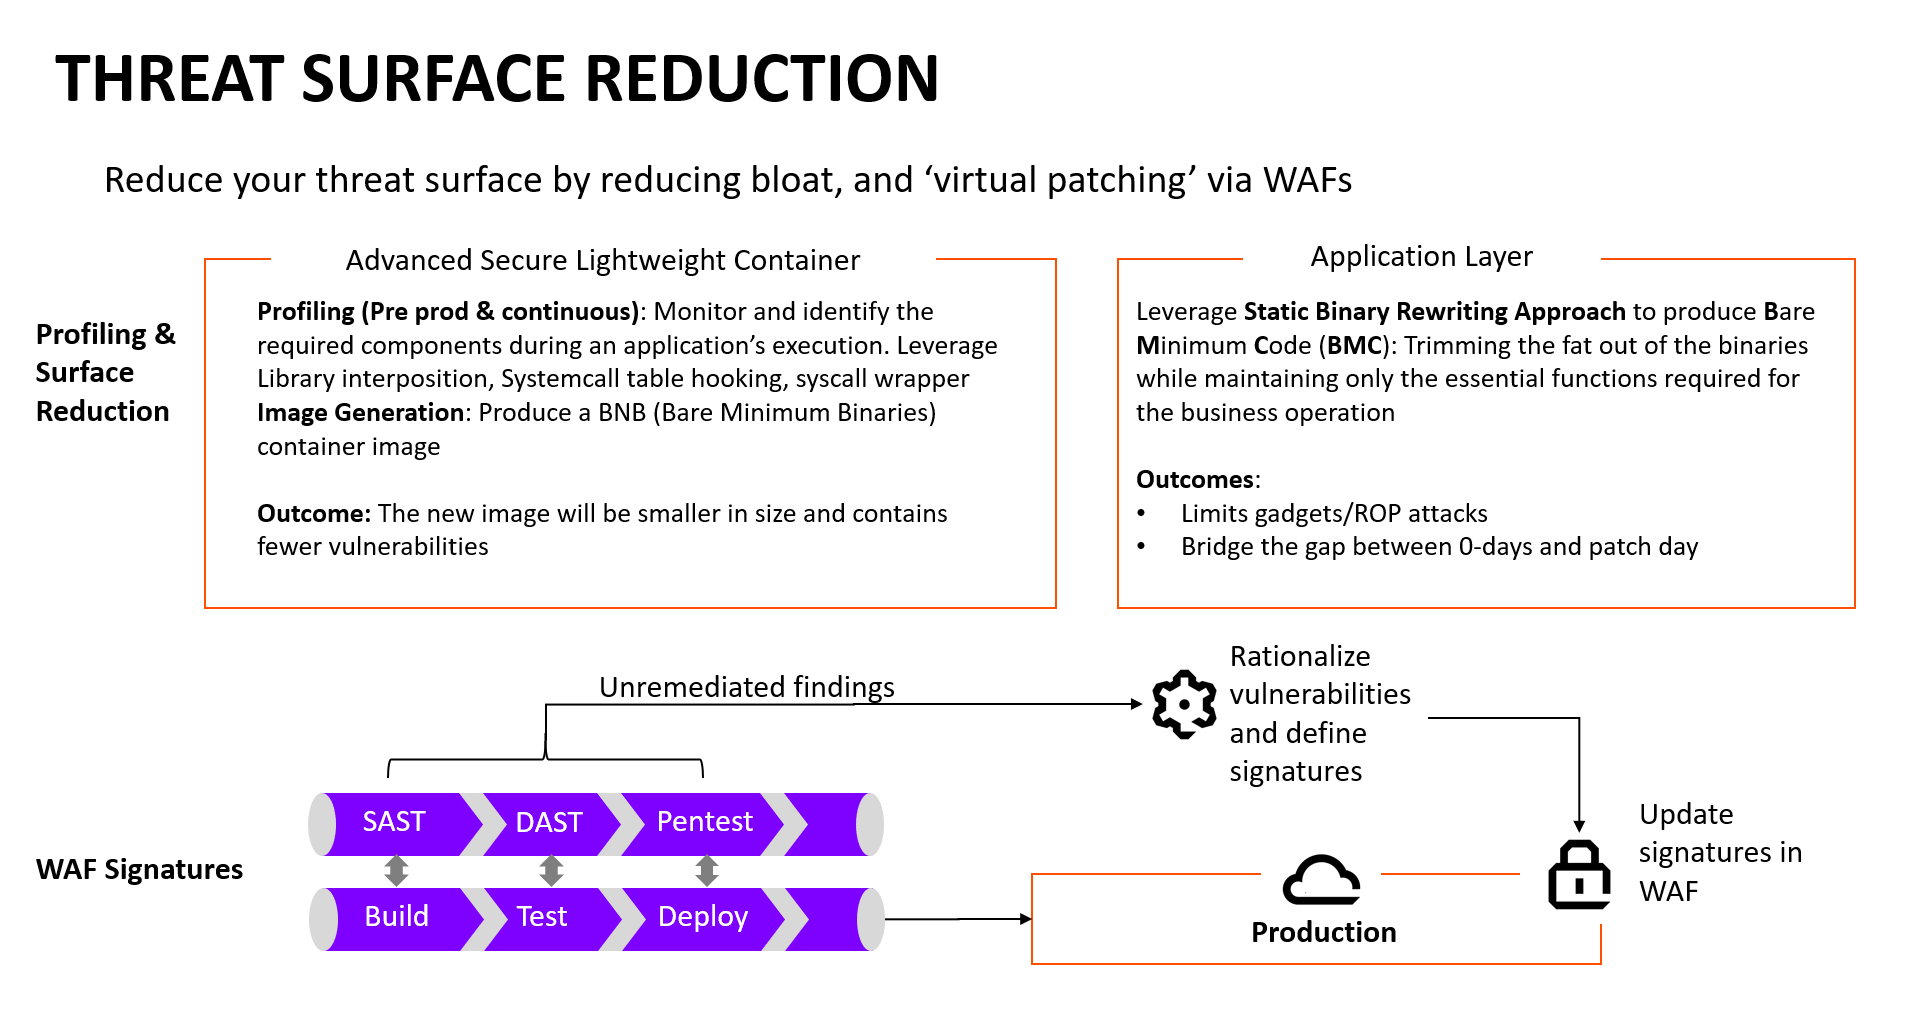 THREAT SURFACE REDUCTION
Reduce your threat surface by reducing bloat, and ‘virtual patching’ via WAFs
Profiling &
Surface
Reduction
Advanced Secure Lightweight Container
Profiling (Pre prod & continuous): Monitor and identify the
required components during an application’s execution. Leverage
Library interposition, Systemcall table hooking, syscall wrapper
Image Generation: Produce a BNB (Bare Minimum Binaries)
container image
Outcome: The new image will be smaller in size and contains
fewer vulnerabilities
Application Layer
Leverage Static Binary Rewriting Approach to produce Bare
Minimum Code (BMC): Trimming the fat out of the binaries
while maintaining only the essential functions required for
the business operation
Outcomes:
• Limits gadgets/ROP attacks
• Bridge the gap between 0-days and patch day
WAF Signatures
Unremediated findings
SAST
DAST
Pentest
Build
Test
Deploy
Rationalize
vulnerabilities
and define
signatures
Update
signatures in
WAF
Production